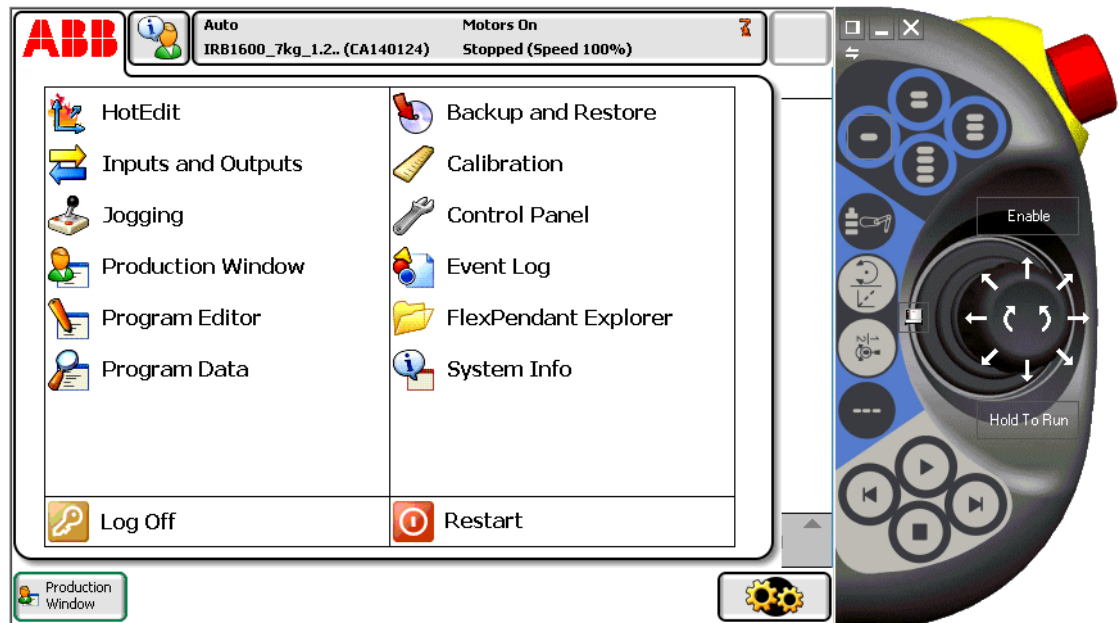 ABB
Auto
Motors On
IRB1600_7kg_1.2.. (CA140124)
Stopped (Speed 100%)
HotEdit
Backup and Restore
Inputs and Outputs
Calibration
Jogging
Control Panel
Production Window
Event Log
Program Editor
FlexPendant Explorer
Program Data
System Info
Log Off
Restart
Production
Window
Enable
1
2
Hold To Run